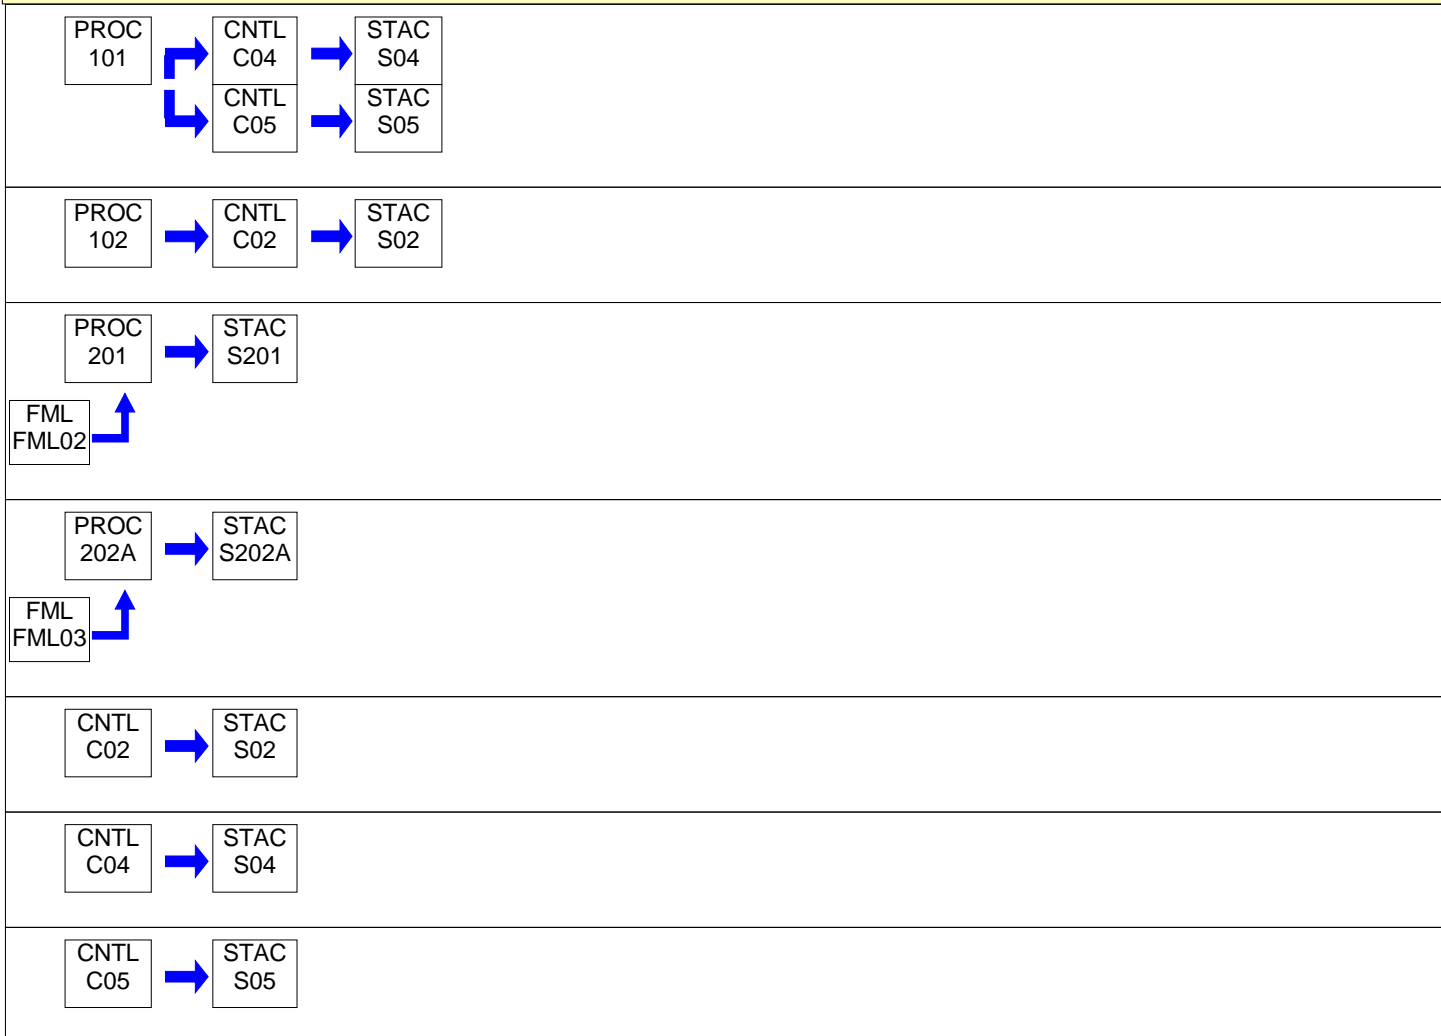 PROC
101
CNTL
C04
STAC
S04
CNTL
C05
STAC
S05
PROC
102
CNTL
C02
STAC
S02
PROC
201
STAC
S201
FML
FML02
PROC
202A
STAC
S202A
FML
FML03
CNTL
C02
STAC
S02
CNTL
C04
STAC
S04
CNTL
C05
STAC
S05